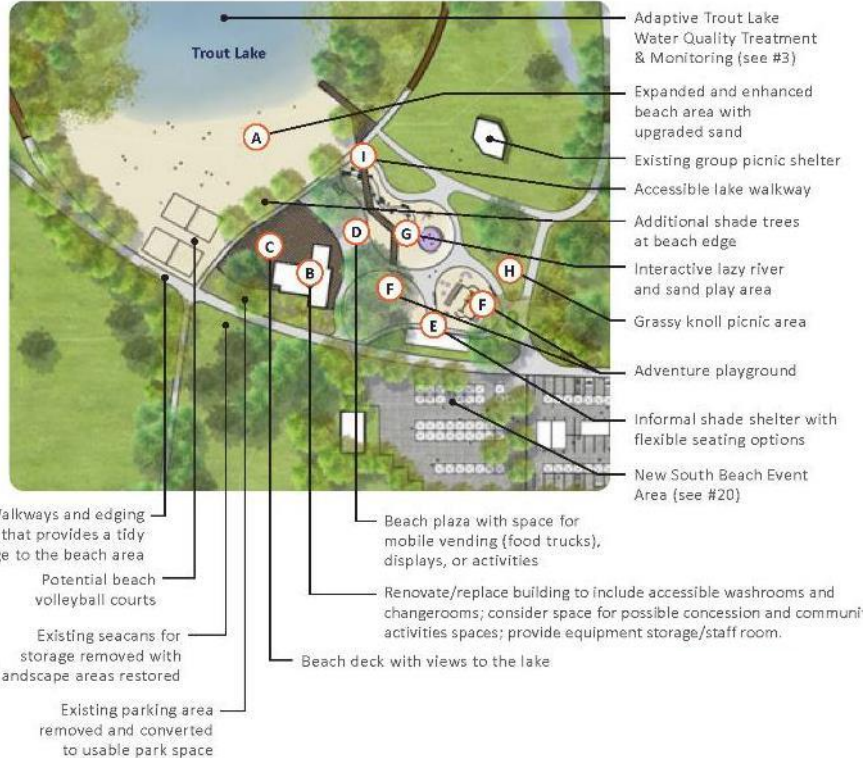 Trout Lake
A
I
D
G
C
B
H
F
F
E
Adaptive Trout Lake
Water Quality Treatment
& Monitoring (see #3)
Expanded and enhanced
beach area with
upgraded sand
Existing group picnic shelter
Accessible lake walkway
Additional shade trees
at beach edge
Interactive lazy river
and sand play area
Grassy knoll picnic area
Adventure playground
Informal shade shelter with
flexible seating options
New South Beach Event
Area (see #20)
alkways and edging
that provides a tidy
ge to the beach area
Potential beach
volleyball courts
Existing seacans for
storage removed with
andscape areas restored
Existing parking area
removed and converted
to usable park space
Beach plaza with space for
mobile vending (food trucks),
displays, or activities
Renovate/replace building to include accessible washrooms and
changerooms; consider space for possible concession and communi
activities spaces; provide equipment storage/staff room.
Beach deck with views to the lake